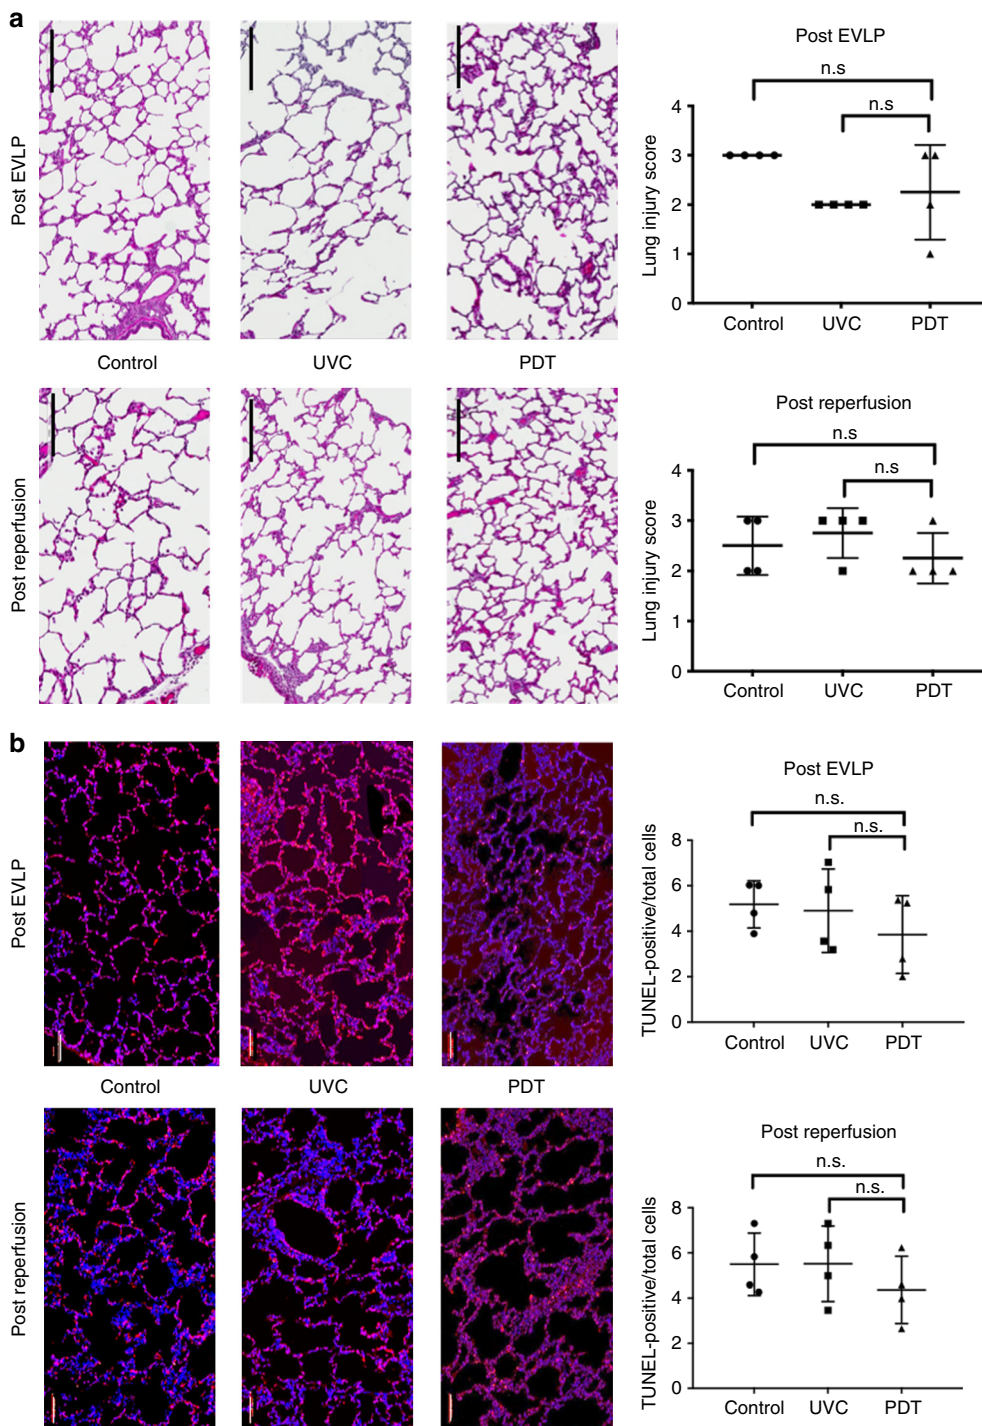 a
Post EVLP
Control
UVC
PDT
Post reperfusion
Post EVLP
n.s
n.s
Lung injury score
4
3
2
1
0
Control
UVC
PDT
Post reperfusion
n.s
n.s
Lung injury score
4
3
2
1
0
Control
UVC
PDT
b
Post EVLP
Control
UVC
PDT
Post reperfusion
Post EVLP
n.s.
n.s.
TUNEL-positive/total cells
8
6
4
2
0
Control
UVC
PDT
Post reperfusion
n.s.
n.s.
TUNEL-positive/total cells
8
6
4
2
0
Control
UVC
PDT